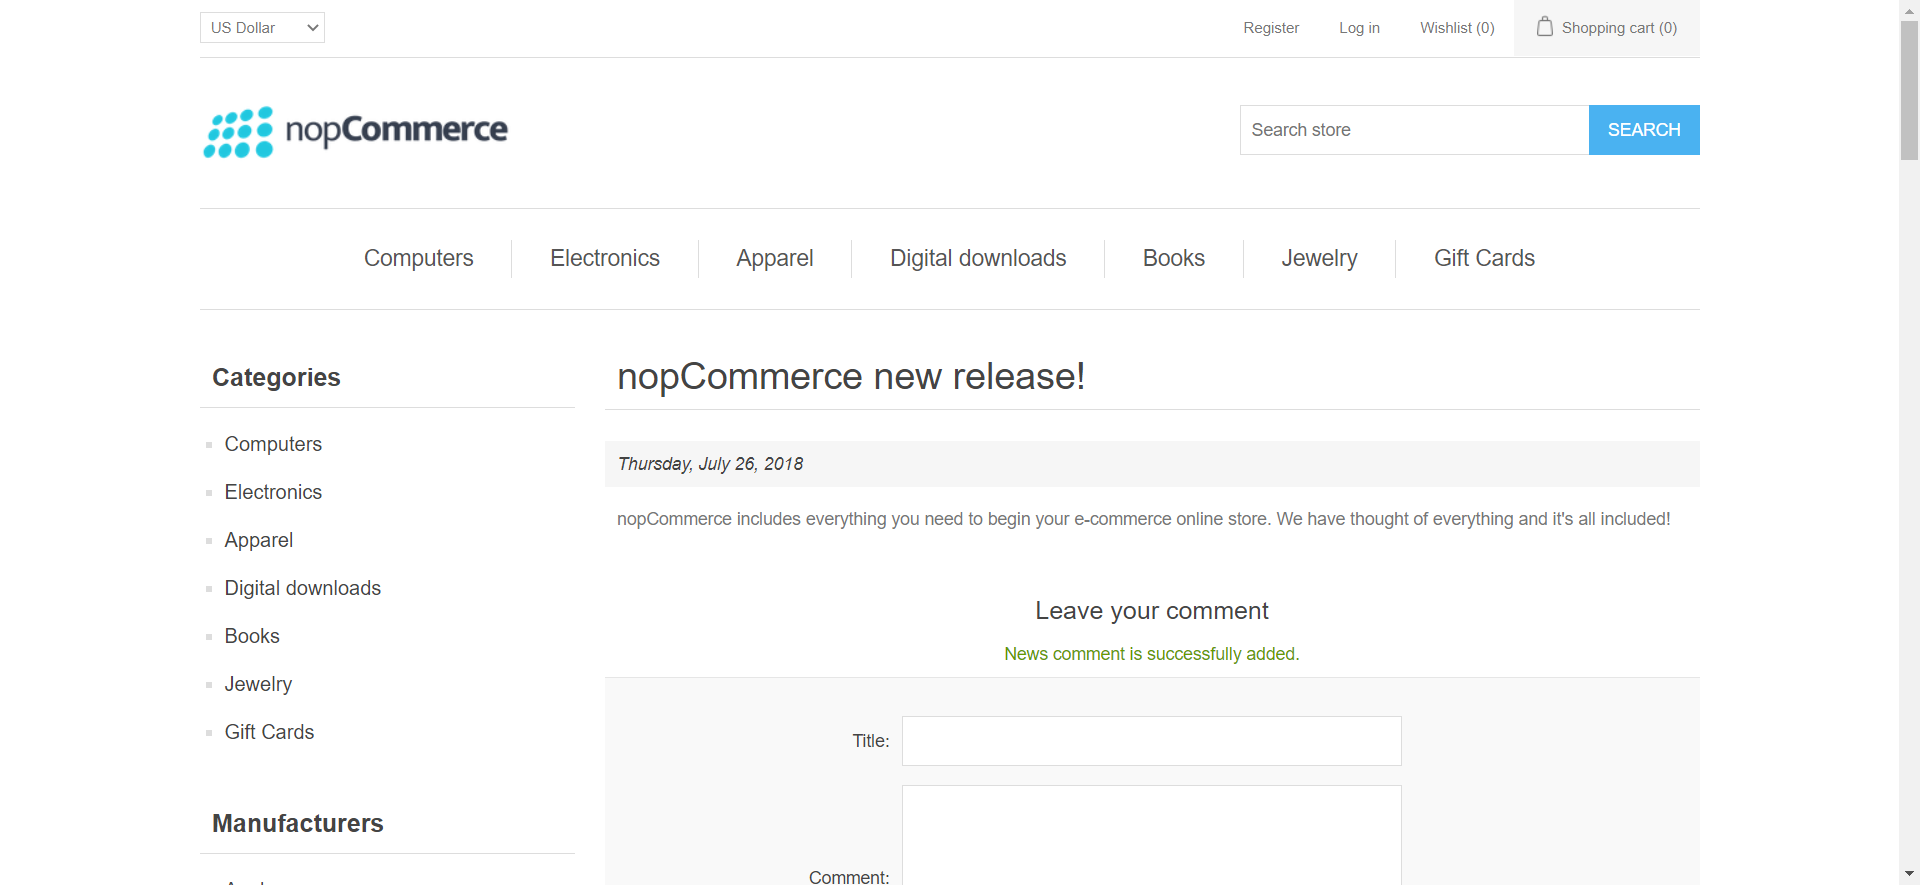 US Dollar
Register
Log in
Wishlist (0)
Shopping cart (0)
nopCommerce
Search store
SEARCH
Computers
Electronics
Apparel
Digital downloads
Books
Jewelry
Gift Cards
Categories
Computers
Electronics
Apparel
Digital downloads
Books
Jewelry
Gift Cards
Manufacturers
nopCommerce new release!
Thursday, July 26, 2018
nopCommerce includes everything you need to begin your e-commerce online store. We have thought of everything and it's all included!
Leave your comment
News comment is successfully added.
Title:
Comment: